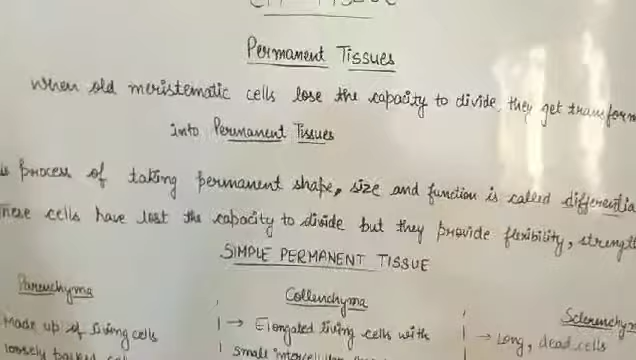 Permanent Tissues
When old meristematic cells lose the capacity to divide, they get transform
into Permanent Tissues
process of taking permanent shape, size and function is called differentia
These cells have lost the capacity to divide but they provide flexibility, strength
SIMPLE PERMANENT TISSUE
Parenchyma
Collenchyma
Sclerenchym
Made up of living cells
→ Elongated living cells with
→ Long, dead cells
loosely packed
small intercellular